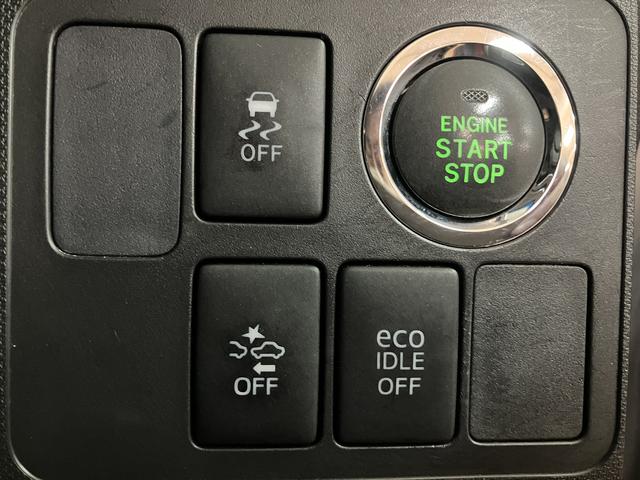 OFF
ENGINE
START
STOP
OFF
eco
IDLE
OFF